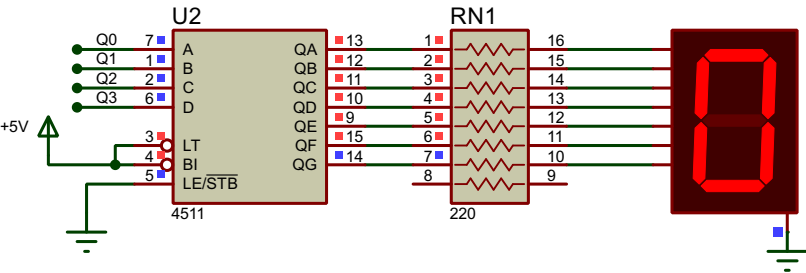 U2 RN1
Q0 7 A QA 13 1 16
Q1 1 B QB 12 2 15
Q2 2 C QC 11 3 14
Q3 6 D QD 10 4 13
+5V QE 9 5 12
3 LT QF 15 6 11
4 BI QG 14 7 10
5 LE/STB 8 9
4511 220